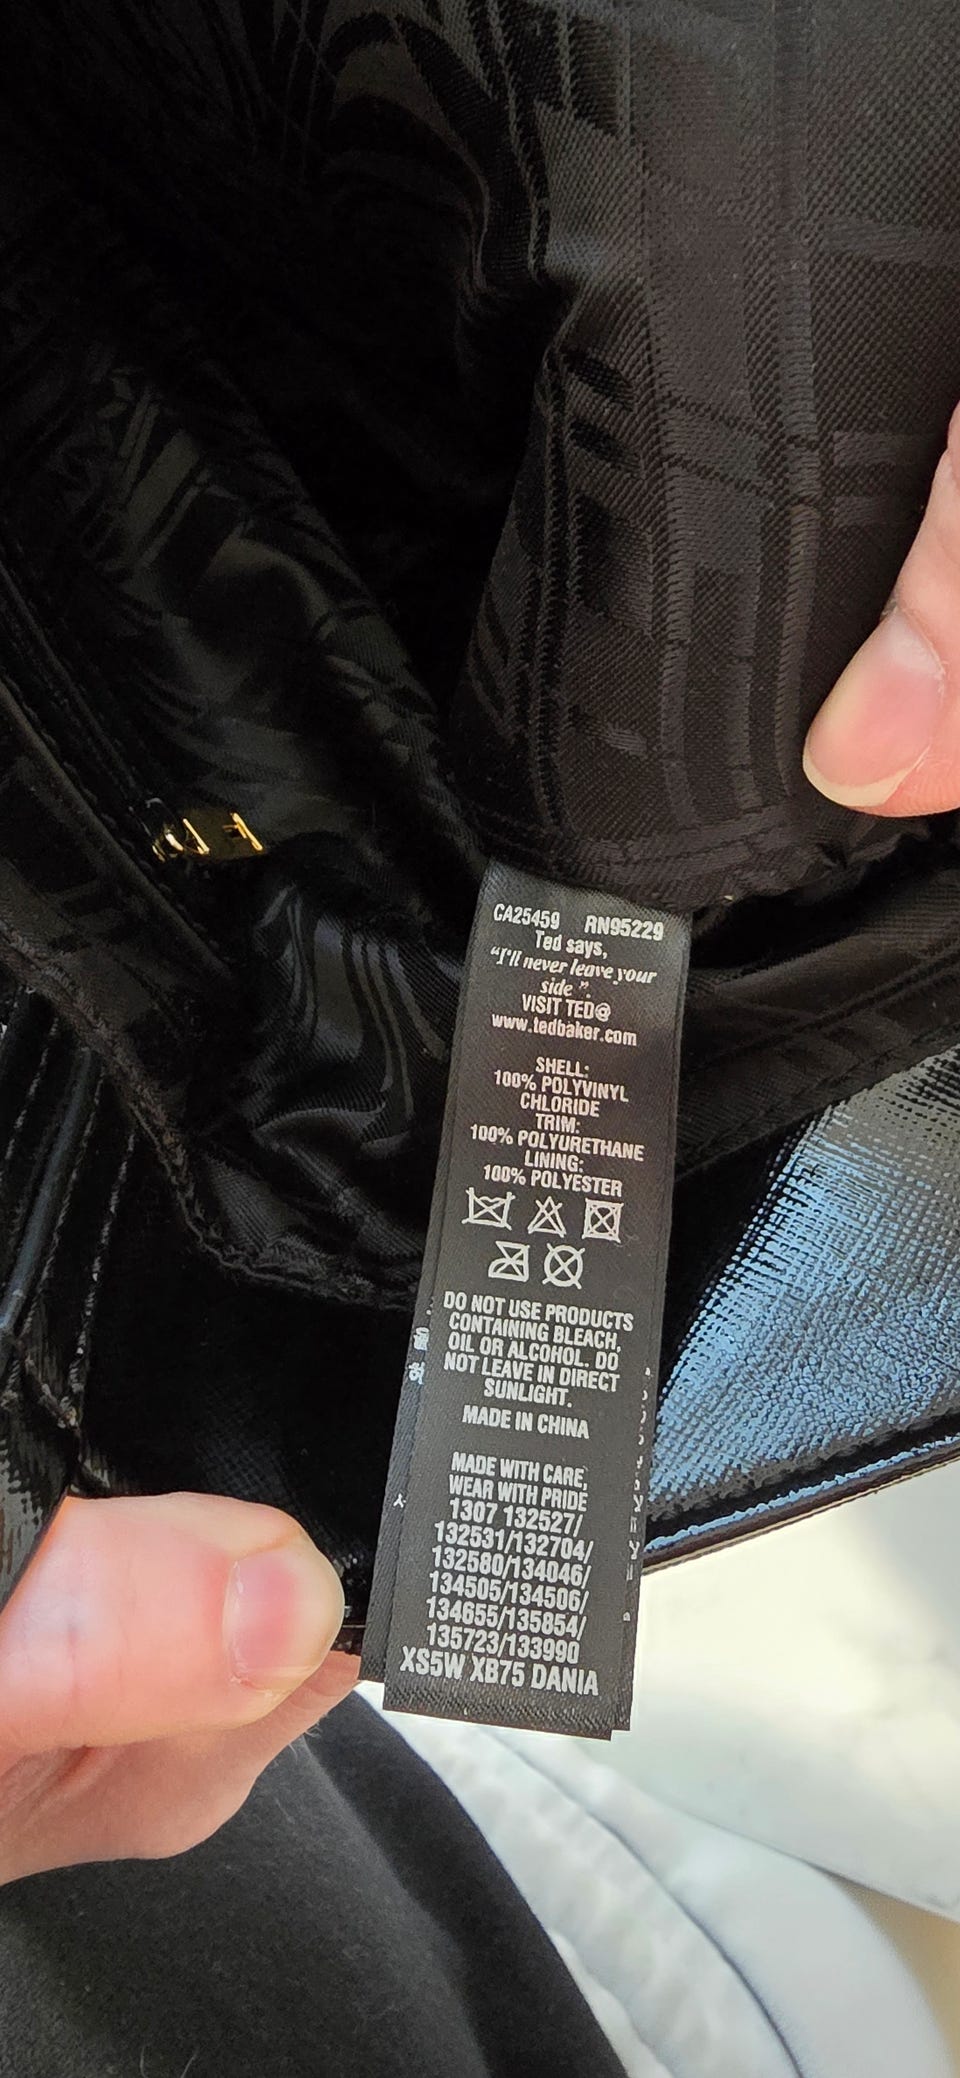 CA25459 RN95229
Ted says,
“I'll never leave your
side ”.
VISIT TED@
www.tedbaker.com
SHELL:
100% POLYVINYL
CHLORIDE
TRIM:
100% POLYURETHANE
LINING:
100% POLYESTER
DO NOT USE PRODUCTS
CONTAINING BLEACH,
OIL OR ALCOHOL. DO
NOT LEAVE IN DIRECT
SUNLIGHT.
MADE IN CHINA
MADE WITH CARE,
WEAR WITH PRIDE
1307 132527/
132531/132704/
132580/134046/
134505/134506/
134655/135854/
135723/133990
XS5W XB75 DANIA